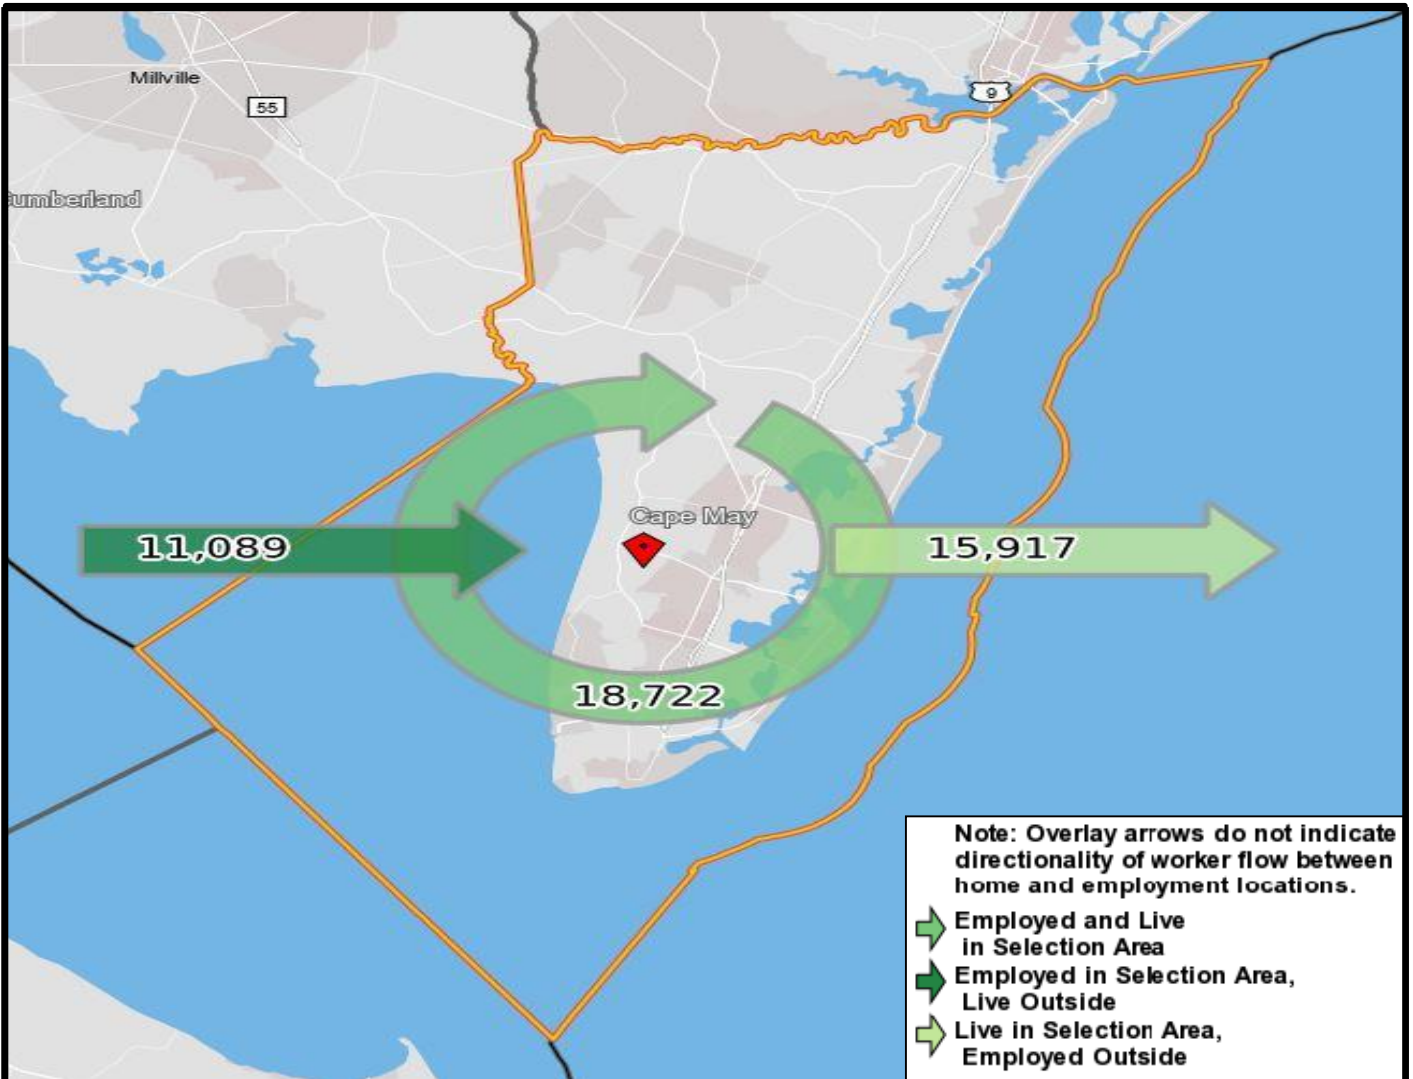 Millville
55
9
umberland
Cape May
11,089
15,917
18,722
Note: Overlay arrows do not indicate
directionality of worker flow between
home and employment locations.
Employed and Live
in Selection Area
Employed in Selection Area,
Live Outside
Live in Selection Area,
Employed Outside